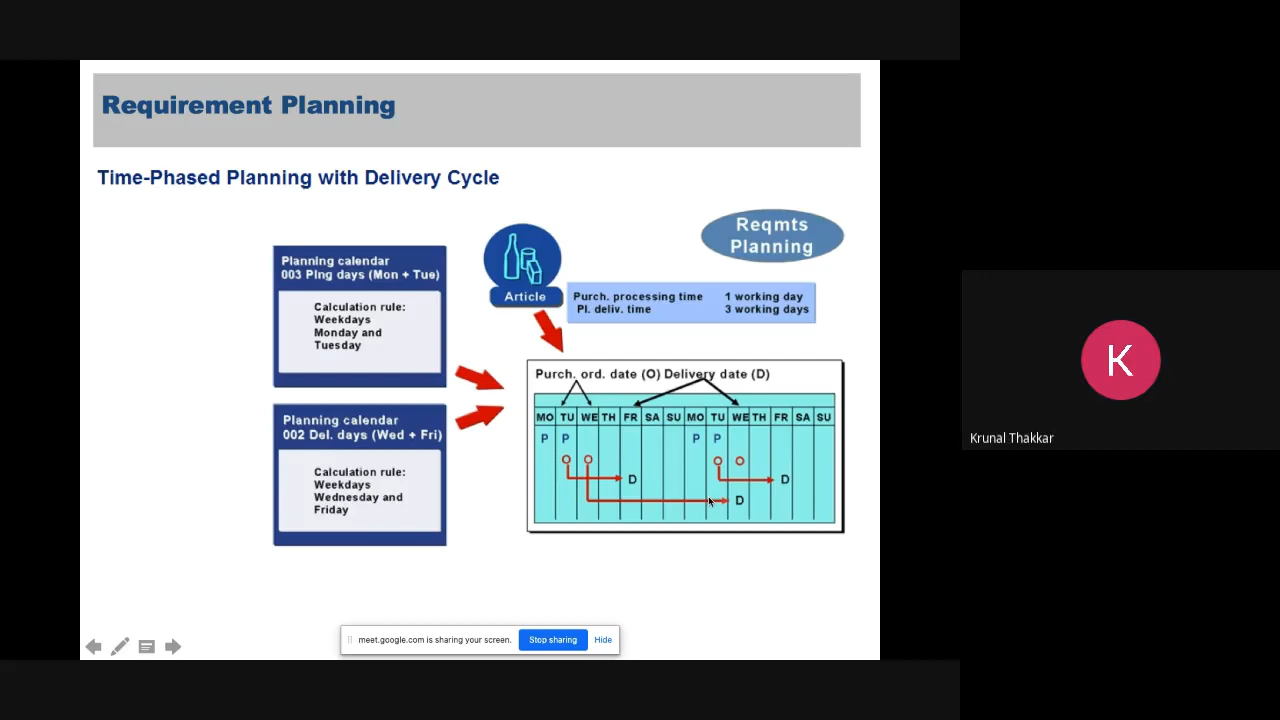 Requirement Planning
Time-Phased Planning with Delivery Cycle
Reqmts
Planning
Planning calendar
003 Plng days (Mon + Tue)
Calculation rule:
Weekdays
Monday and
Tuesday
Article
Purch. processing time 1 working day
Pl. deliv. time 3 working days
Planning calendar
002 Del. days (Wed + Fri)
Calculation rule:
Weekdays
Wednesday and
Friday
Purch. ord. date (O) Delivery date (D)
MO TU WE TH FR SA SU MO TU WE TH FR SA SU
P P P P
O O O O
D D
D
meet.google.com is sharing your screen. Stop sharing Hide
K
Krunal Thakkar